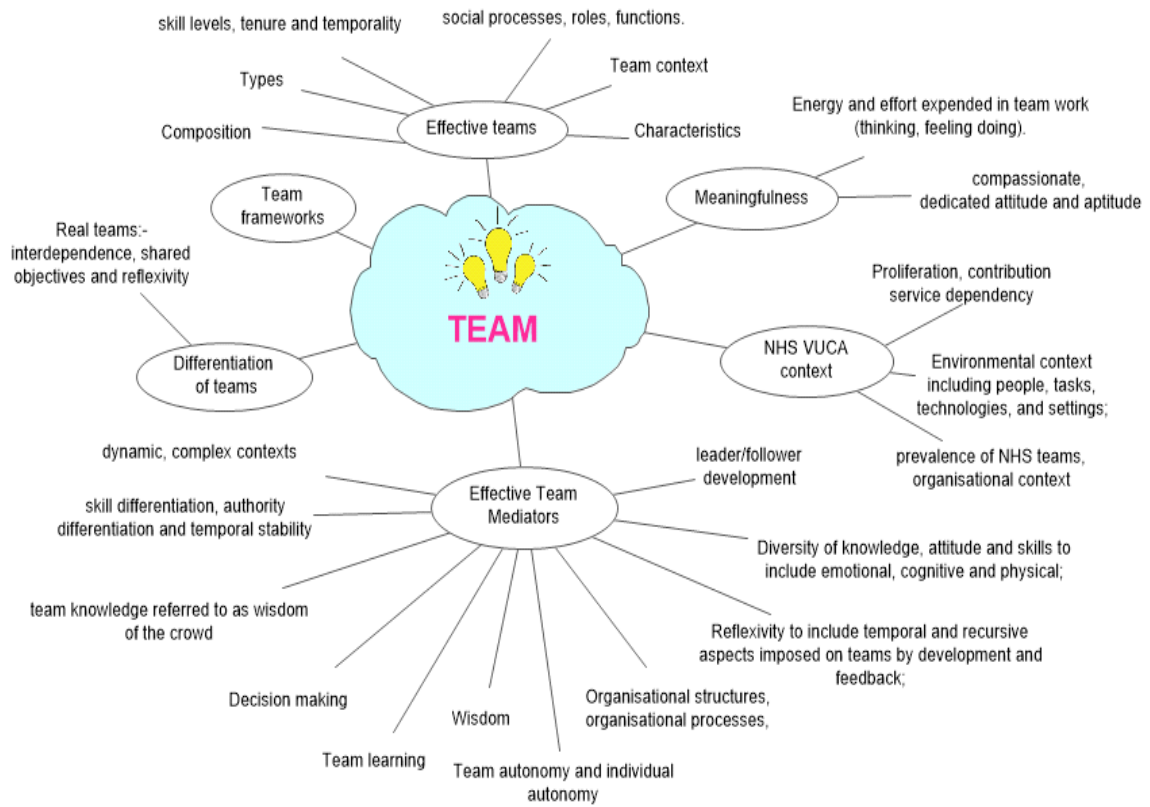 social processes, roles, functions.
skill levels, tenure and temporality
Types
Team context
Composition
Effective teams
Characteristics
Energy and effort expended in team work
(thinking, feeling doing).
Team
frameworks
Meaningfulness
compassionate,
dedicated attitude and aptitude
Real teams:-
interdependence, shared
objectives and reflexivity
TEAM
Proliferation, contribution
service dependency
Differentiation
of teams
NHS VUCA
context
Environmental context
including people, tasks,
technologies, and settings;
prevalence of NHS teams,
organisational context
dynamic, complex contexts
leader/follower
development
Effective Team
Mediators
skill differentiation, authority
differentiation and temporal stability
Diversity of knowledge, attitude and skills to
include emotional, cognitive and physical;
team knowledge referred to as wisdom
of the crowd
Reflexivity to include temporal and recursive
aspects imposed on teams by development and
feedback;
Decision making
Wisdom
Organisational structures,
organisational processes,
Team learning
Team autonomy and individual
autonomy